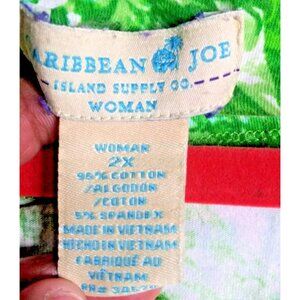 ARIBBEAN JOE
ISLAND SUPPLY CO.
WOMAN
WOMAN
2X
95% COTTON
/ALGODON
/COTON
5% SPANDEX
MADE IN VIETNAM
HECHO EN VIETNAM
FABRIQUÉ AU
VIÊTNAM